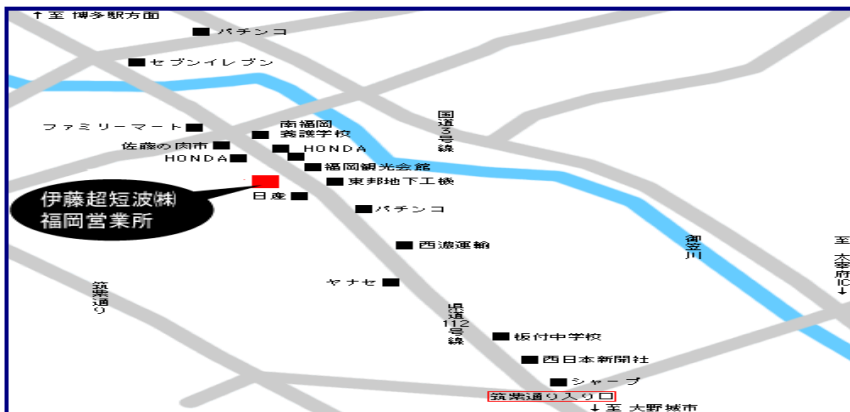 ↑至 博多駅方面
パチンコ
セブンイレブン
ファミリーマート
南福岡
養護学校
国道3号線
佐藤の肉市
HONDA
HONDA
福岡観光会館
東邦地下工機
日産
伊藤超短波㈱
福岡営業所
パチンコ
西濃運輸
御笠川
至 太宰府IC↓
ヤナセ
筑紫通り
県道112号線
板付中学校
西日本新聞社
シャープ
筑紫通り入り口
↓至 大野城市